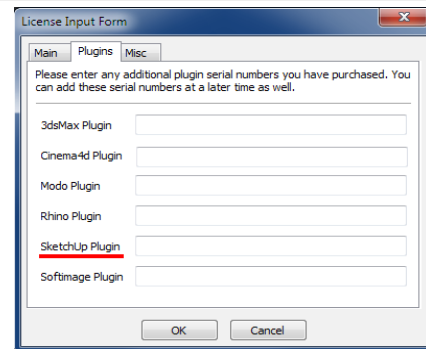 License Input Form
Main Plugins Misc
Please enter any additional plugin serial numbers you have purchased. You
can add these serial numbers at a later time as well.
3dsMax Plugin
Cinema4d Plugin
Modo Plugin
Rhino Plugin
SketchUp Plugin
Softimage Plugin
OK Cancel